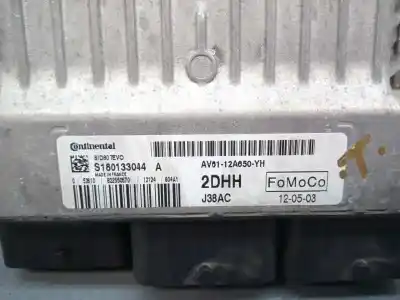 Continental
SID807EVO
S180133044 A
MADE IN FRANCE
AV61-12A650-YH
2DHH
FoMoCo
J38AC
12-05-03